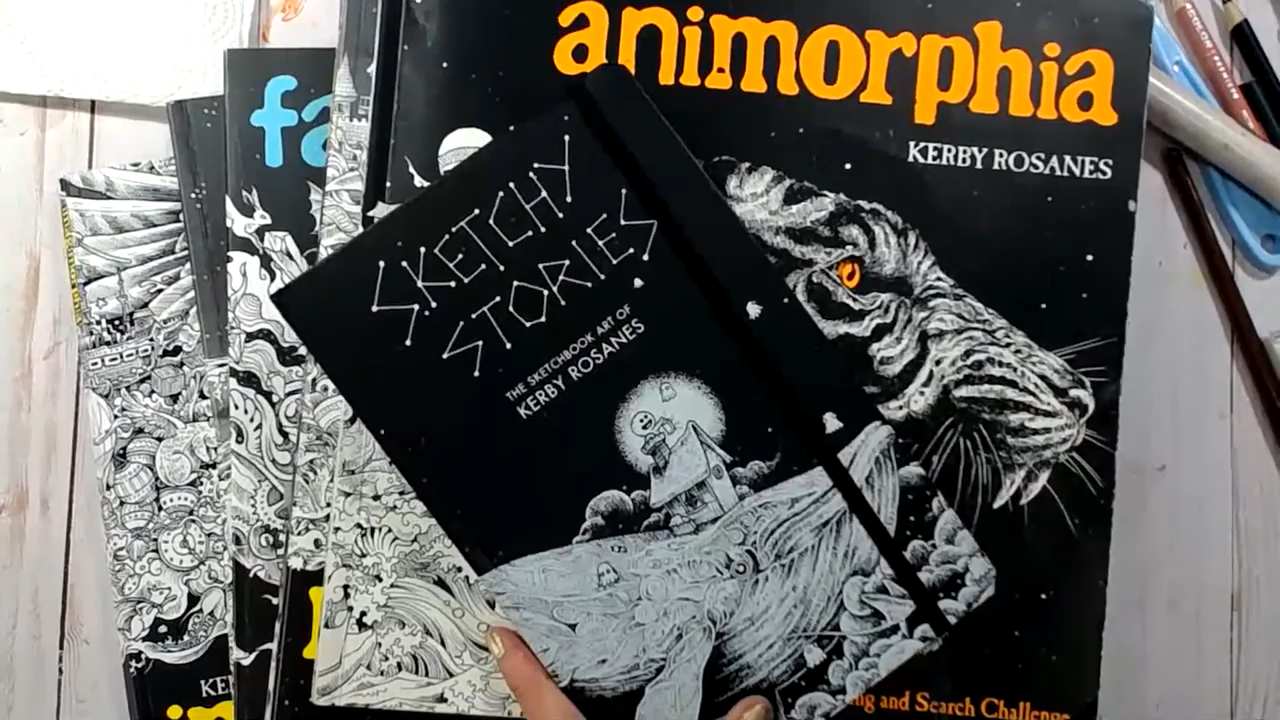 animorphia
KERBY ROSANES
fa
SKETCHY
STORIES
THE SKETCHBOOK ART OF
KERBY ROSANES
and Search Challenge